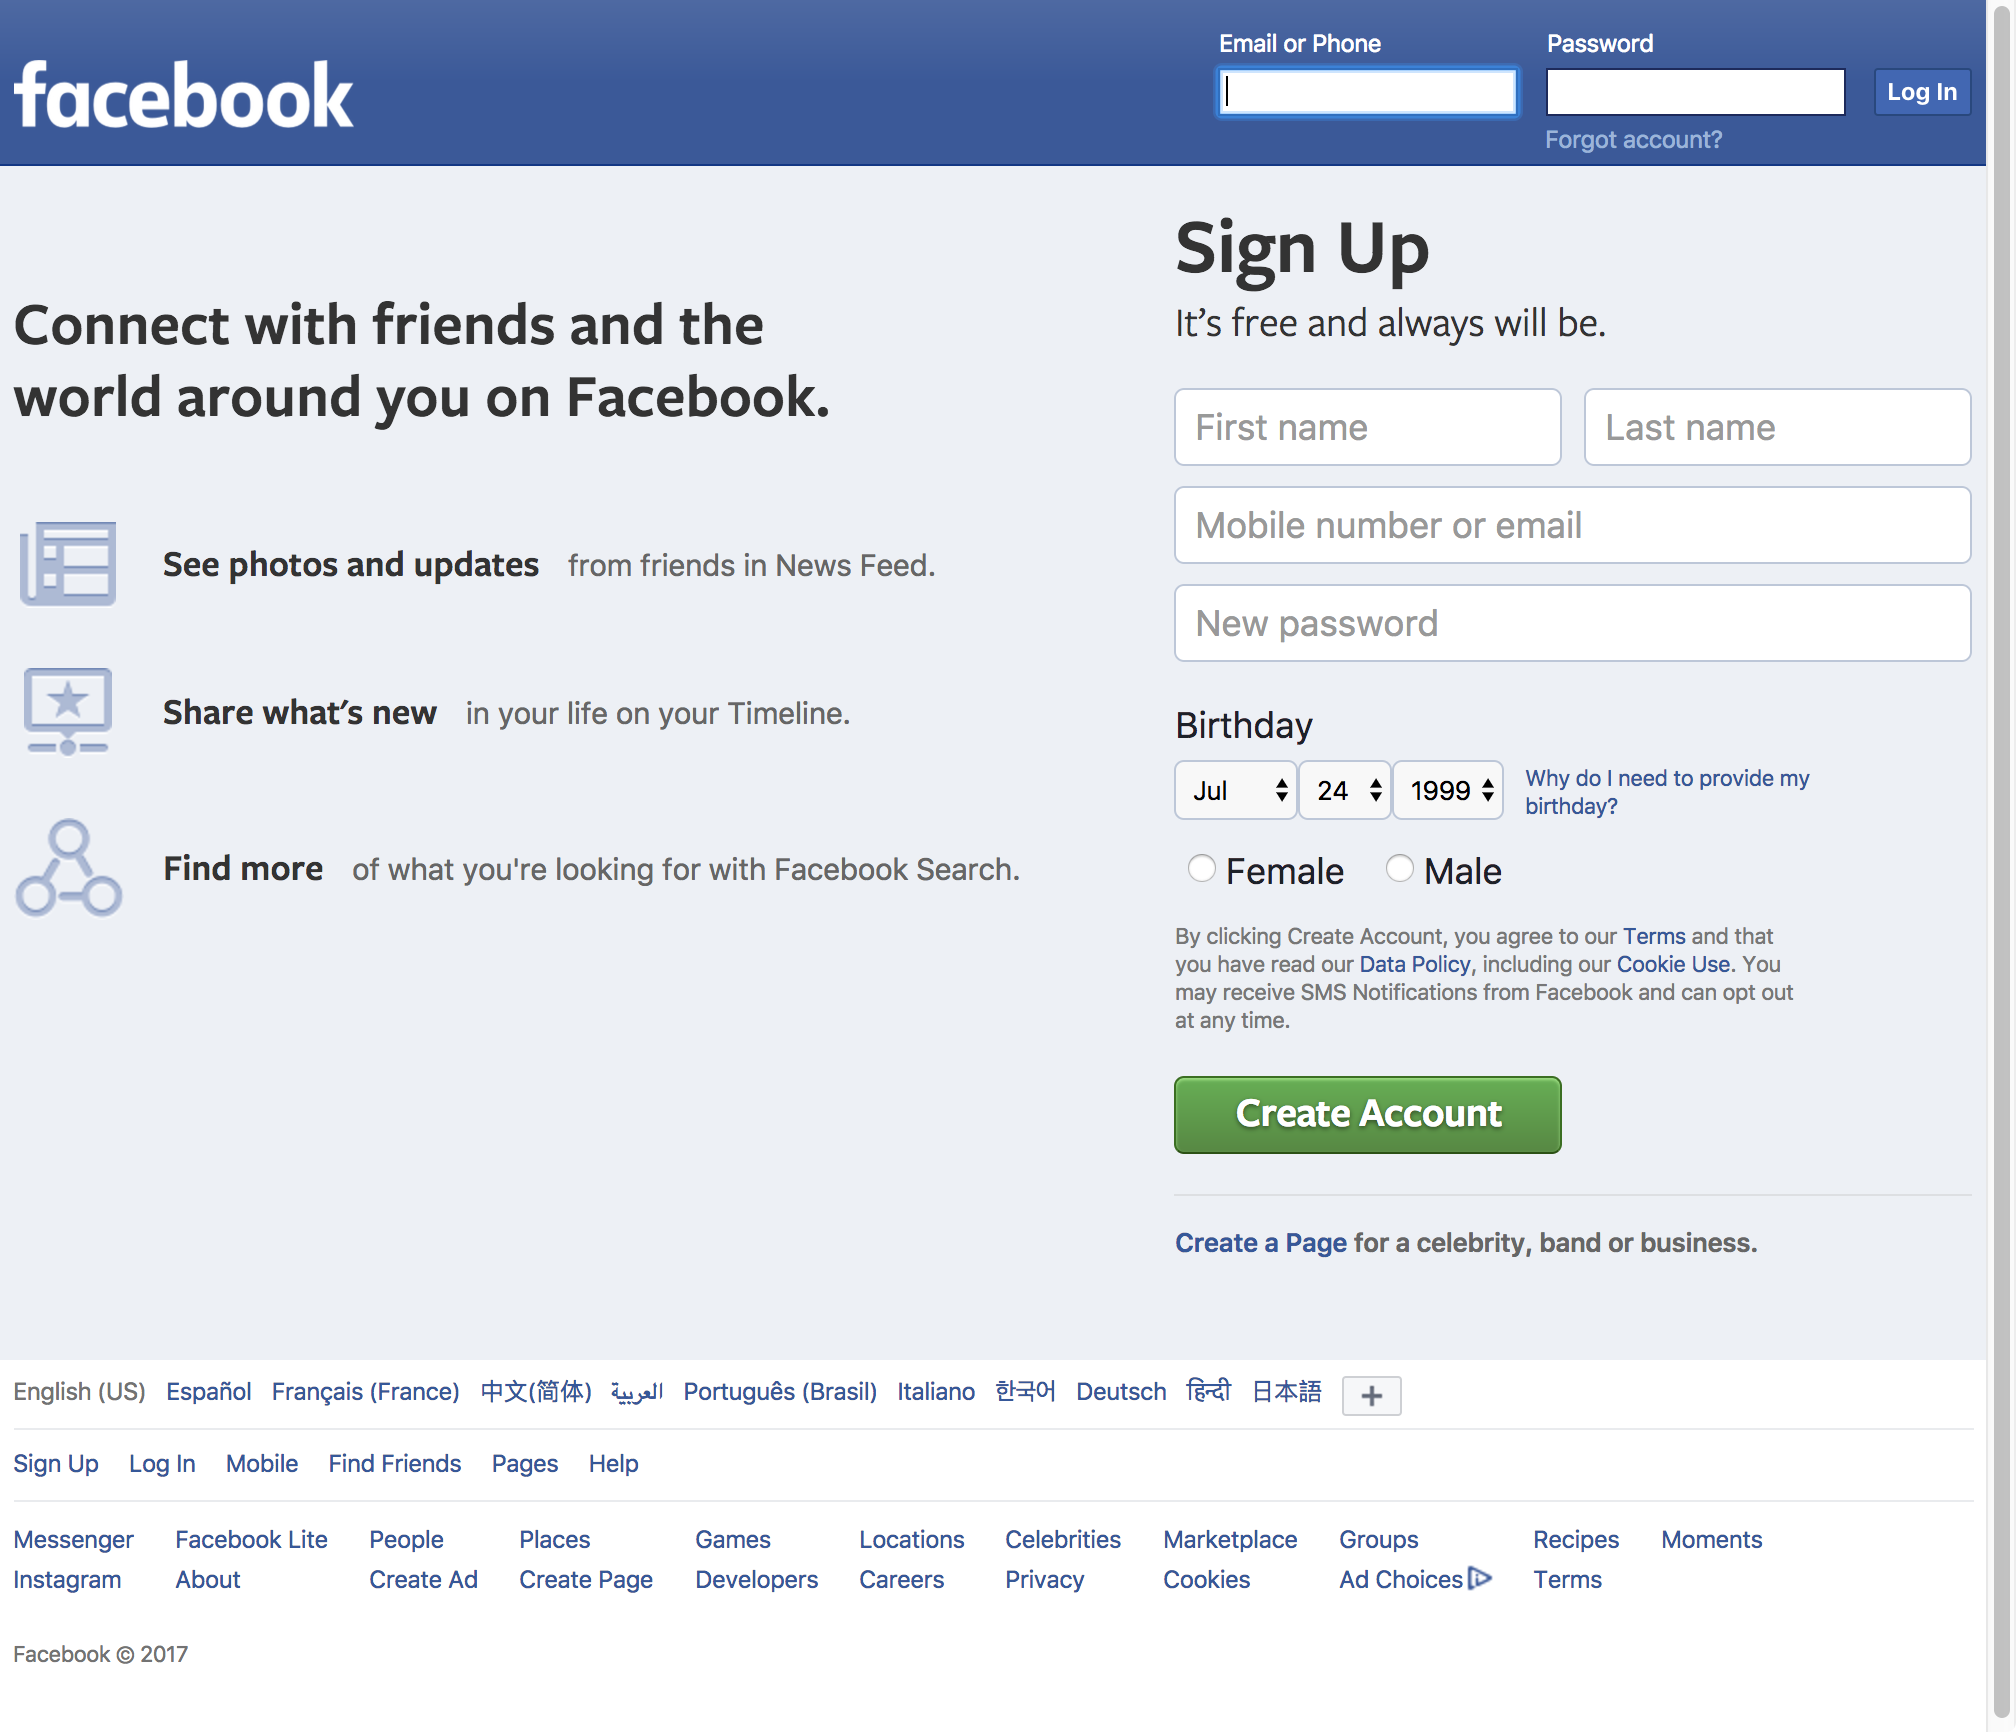 facebook
Email or Phone
Password
Log In
Forgot account?
Connect with friends and the
world around you on Facebook.
See photos and updates from friends in News Feed.
Share what's new in your life on your Timeline.
Find more of what you're looking for with Facebook Search.
Sign Up
It's free and always will be.
First name Last name
Mobile number or email
New password
Birthday
Jul 24 1999 Why do I need to provide my
birthday?
Female Male
By clicking Create Account, you agree to our Terms and that
you have read our Data Policy, including our Cookie Use. You
may receive SMS Notifications from Facebook and can opt out
at any time.
Create Account
Create a Page for a celebrity, band or business.
English (US) Español Français (France) 中文(简体) العربية Português (Brasil) Italiano 한국어 Deutsch हिन्दी 日本語 +
Sign Up Log In Mobile Find Friends Pages Help
Messenger Facebook Lite People Places Games Locations Celebrities Marketplace Groups Recipes Moments
Instagram About Create Ad Create Page Developers Careers Privacy Cookies Ad Choices Terms
Facebook © 2017